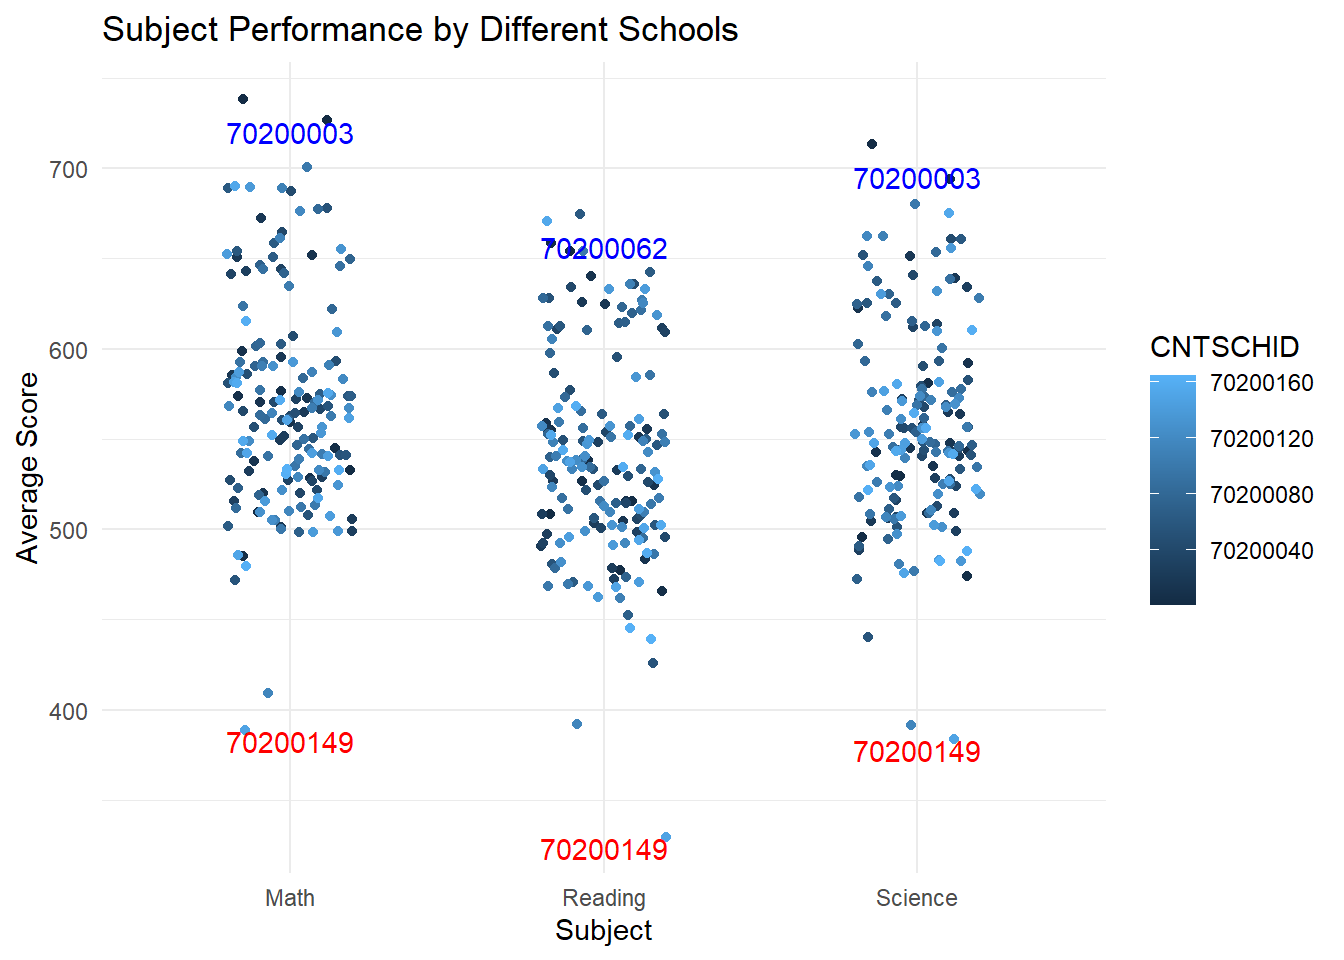 Subject Performance by Different Schools
Average Score
700
600
500
400
70200003
70200149
70200062
70200149
70200003
70200149
Math
Reading
Science
Subject
CNTSCHID
70200160
70200120
70200080
70200040